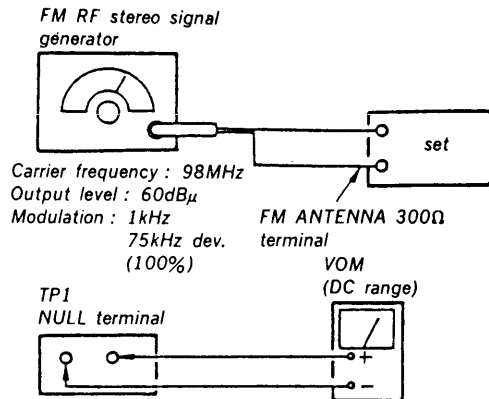 FM RF stereo signal
generator
set
Carrier frequency : 98MHz
Output level : 60dBμ
Modulation : 1kHz
75kHz dev.
(100%)
FM ANTENNA 300Ω
terminal
TP1
NULL terminal
VOM
(DC range)
+
−